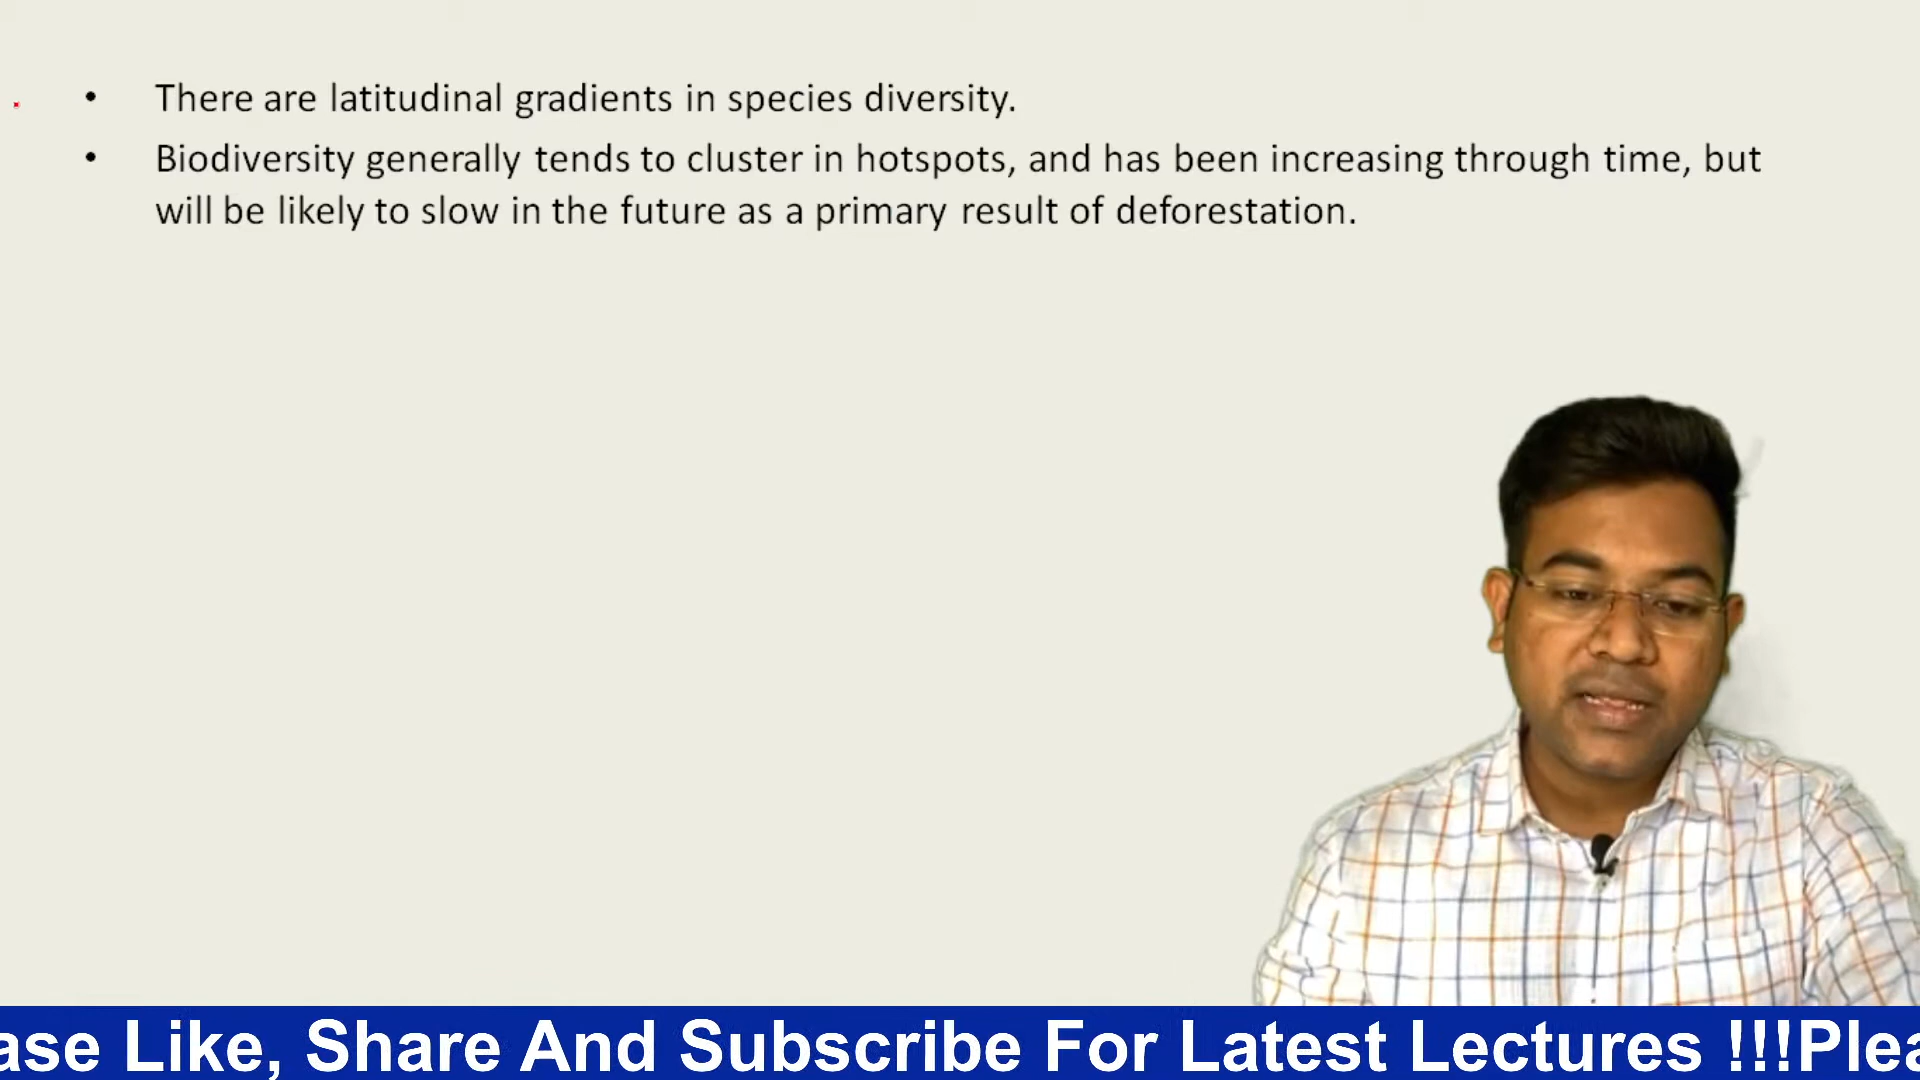 • There are latitudinal gradients in species diversity.
• Biodiversity generally tends to cluster in hotspots, and has been increasing through time, but
will be likely to slow in the future as a primary result of deforestation.
ase Like, Share And Subscribe For Latest Lectures !!!Plea